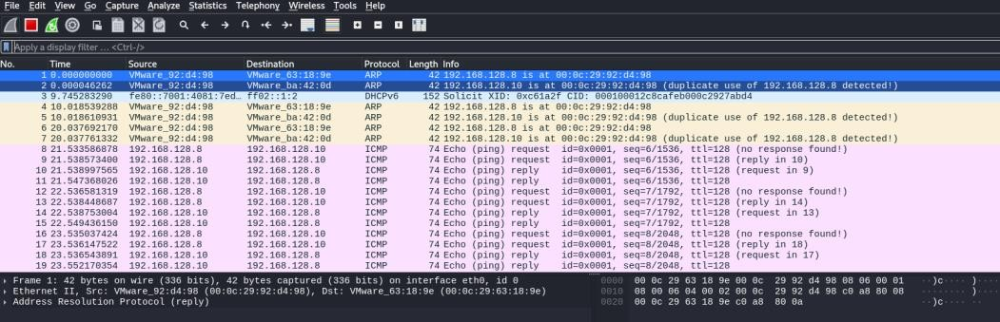 File Edit View Go Capture Analyze Statistics Telephony Wireless Tools Help
Apply a display filter ... <Ctrl-/>
No. Time Source Destination Protocol Length Info
1 0.000000000 VMware_92:d4:98 VMware_63:18:9e ARP 42 192.168.128.8 is at 00:0c:29:92:d4:98
2 0.000046262 VMware_92:d4:98 VMware_ba:42:0d ARP 42 192.168.128.10 is at 00:0c:29:92:d4:98 (duplicate use of 192.168.128.8 detected!)
3 9.745283290 fe80::7001:4081:7ed… ff02::1:2 DHCPv6 152 Solicit XID: 0xc61a2f CID: 000100012c8cafeb000c2927abd4
4 10.018539288 VMware_92:d4:98 VMware_63:18:9e ARP 42 192.168.128.8 is at 00:0c:29:92:d4:98
5 10.018610931 VMware_92:d4:98 VMware_ba:42:0d ARP 42 192.168.128.10 is at 00:0c:29:92:d4:98 (duplicate use of 192.168.128.8 detected!)
6 20.037692170 VMware_92:d4:98 VMware_63:18:9e ARP 42 192.168.128.8 is at 00:0c:29:92:d4:98
7 20.037761332 VMware_92:d4:98 VMware_ba:42:0d ARP 42 192.168.128.10 is at 00:0c:29:92:d4:98 (duplicate use of 192.168.128.8 detected!)
8 21.533586878 192.168.128.8 192.168.128.10 ICMP 74 Echo (ping) request id=0x0001, seq=6/1536, ttl=128 (no response found!)
9 21.538573400 192.168.128.8 192.168.128.10 ICMP 74 Echo (ping) request id=0x0001, seq=6/1536, ttl=128 (reply in 10)
10 21.538997565 192.168.128.10 192.168.128.8 ICMP 74 Echo (ping) reply id=0x0001, seq=6/1536, ttl=128 (request in 9)
11 21.547368026 192.168.128.10 192.168.128.8 ICMP 74 Echo (ping) reply id=0x0001, seq=6/1536, ttl=128
12 22.536581319 192.168.128.8 192.168.128.10 ICMP 74 Echo (ping) request id=0x0001, seq=7/1792, ttl=128 (no response found!)
13 22.538448687 192.168.128.8 192.168.128.10 ICMP 74 Echo (ping) request id=0x0001, seq=7/1792, ttl=128 (reply in 14)
14 22.538753004 192.168.128.10 192.168.128.8 ICMP 74 Echo (ping) reply id=0x0001, seq=7/1792, ttl=128 (request in 13)
15 22.549436150 192.168.128.10 192.168.128.8 ICMP 74 Echo (ping) reply id=0x0001, seq=7/1792, ttl=128
16 23.535037424 192.168.128.8 192.168.128.10 ICMP 74 Echo (ping) request id=0x0001, seq=8/2048, ttl=128 (no response found!)
17 23.536147522 192.168.128.8 192.168.128.10 ICMP 74 Echo (ping) request id=0x0001, seq=8/2048, ttl=128 (reply in 18)
18 23.536543891 192.168.128.10 192.168.128.8 ICMP 74 Echo (ping) reply id=0x0001, seq=8/2048, ttl=128 (request in 17)
19 23.552170354 192.168.128.10 192.168.128.8 ICMP 74 Echo (ping) reply id=0x0001, seq=8/2048, ttl=128
Frame 1: 42 bytes on wire (336 bits), 42 bytes captured (336 bits) on interface eth0, id 0
Ethernet II, Src: VMware_92:d4:98 (00:0c:29:92:d4:98), Dst: VMware_63:18:9e (00:0c:29:63:18:9e)
Address Resolution Protocol (reply)
0000 00 0c 29 63 18 9e 00 0c 29 92 d4 98 08 06 00 01 ··)c···· )·······
0010 08 00 06 04 00 02 00 0c 29 92 d4 98 c0 a8 80 08 ········ )·······
0020 00 0c 29 63 18 9e c0 a8 80 0a ··)c···· ··